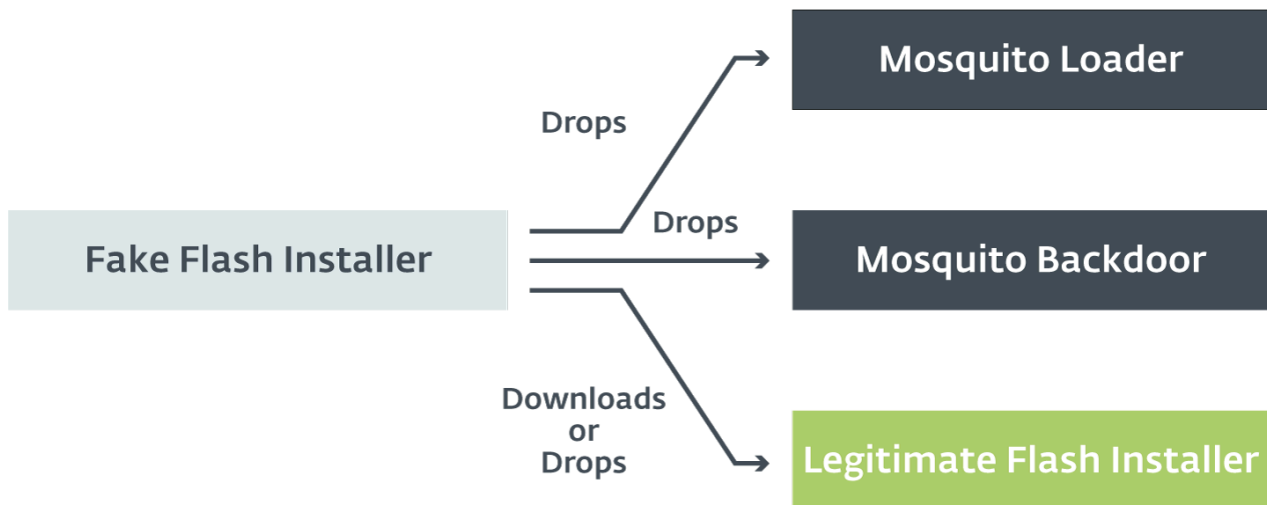 Mosquito Loader
Drops
Drops
Fake Flash Installer
Mosquito Backdoor
Downloads
or
Drops
Legitimate Flash Installer